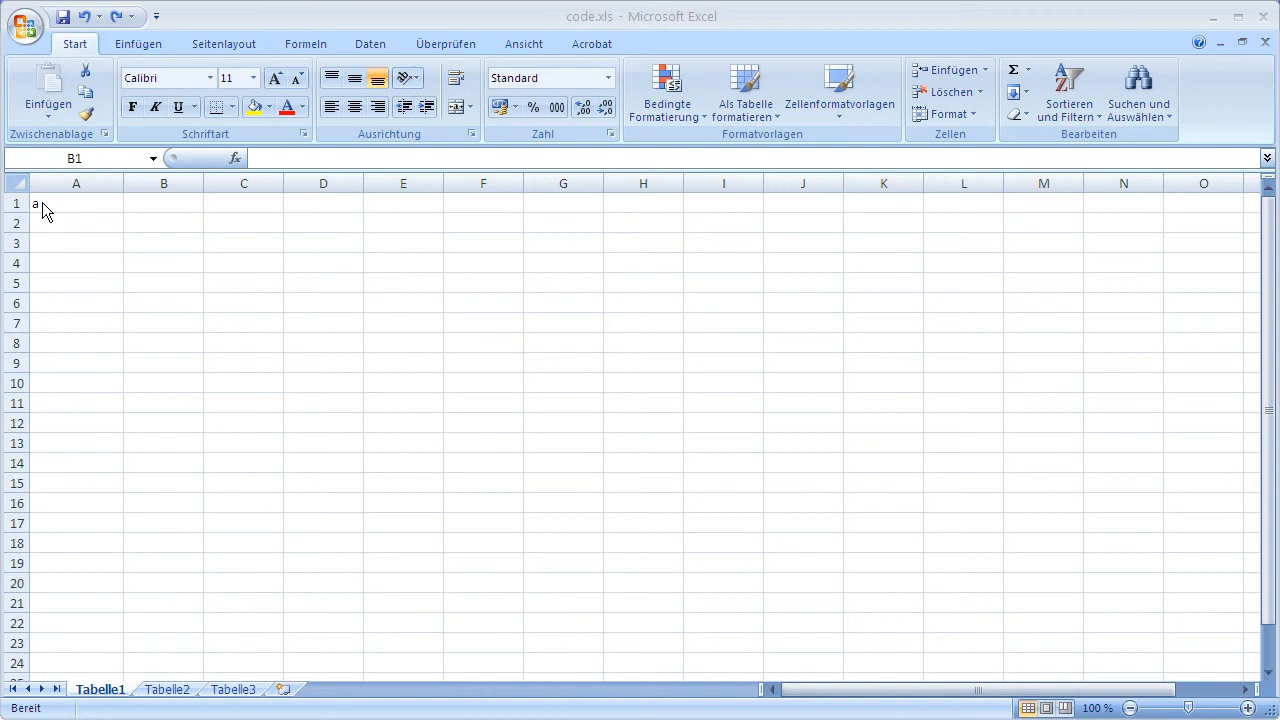 code.xls - Microsoft Excel
Start Einfügen Seitenlayout Formeln Daten Überprüfen Ansicht Acrobat
Calibri 11 Standard
Einfügen
F K U % 000
Bedingte Formatierung
Als Tabelle formatieren
Zellenformatvorlagen
Einfügen
Löschen
Format
Σ
Sortieren und Filtern
Suchen und Auswählen
Zwischenablage Schriftart Ausrichtung Zahl Formatvorlagen Zellen Bearbeiten
B1 fx
A B C D E F G H I J K L M N O
1 a
2
3
4
5
6
7
8
9
10
11
12
13
14
15
16
17
18
19
20
21
22
23
24
Tabelle1 Tabelle2 Tabelle3
Bereit 100 %